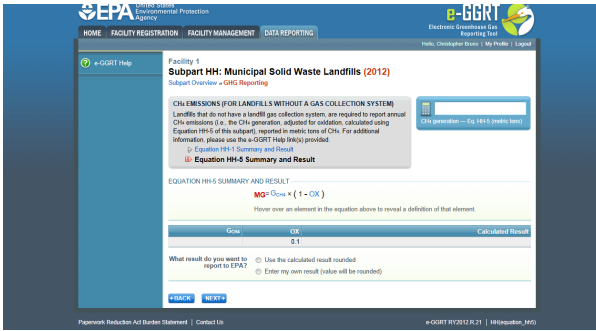 United States
EPA Environmental Protection
Agency
e-GGRT
Electronic Greenhouse Gas
Reporting Tool
HOME FACILITY REGISTRATION FACILITY MANAGEMENT DATA REPORTING
Hello, Christopher Bruno | My Profile | Logout
? e-GGRT Help
Facility 1
Subpart HH: Municipal Solid Waste Landfills (2012)
Subpart Overview » GHG Reporting
CH₄ EMISSIONS (FOR LANDFILLS WITHOUT A GAS COLLECTION SYSTEM)
Landfills that do not have a landfill gas collection system, are required to report annual
CH₄ emissions (i.e., the CH₄ generation, adjusted for oxidation, calculated using
Equation HH-5 of this subpart), reported in metric tons of CH₄. For additional
information, please use the e-GGRT Help link(s) provided.
Equation HH-1 Summary and Result
Equation HH-5 Summary and Result
CH₄ generation — Eq. HH-5 (metric tons)
EQUATION HH-5 SUMMARY AND RESULT
MG= G_CH4 × ( 1 - OX )
Hover over an element in the equation above to reveal a definition of that element.
G_CH4 OX Calculated Result
0.1
What result do you want to
report to EPA?
Use the calculated result rounded
Enter my own result (value will be rounded)
BACK NEXT
Paperwork Reduction Act Burden Statement | Contact Us
e-GGRT RY2012.R.21 | HH(equation_hh5)